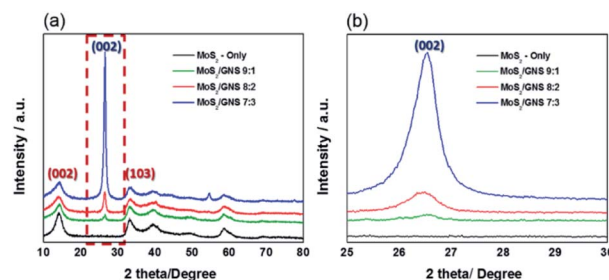 (a)
(002)
MoS2 - Only
MoS2/GNS 9:1
MoS2/GNS 8:2
MoS2/GNS 7:3
(002)
(103)
Intensity / a.u.
10 20 30 40 50 60 70 80
2 theta/Degree
(b)
(002)
MoS2 - Only
MoS2/GNS 9:1
MoS2/GNS 8:2
MoS2/GNS 7:3
Intensity / a.u.
25 26 27 28 29 30
2 theta/ Degree